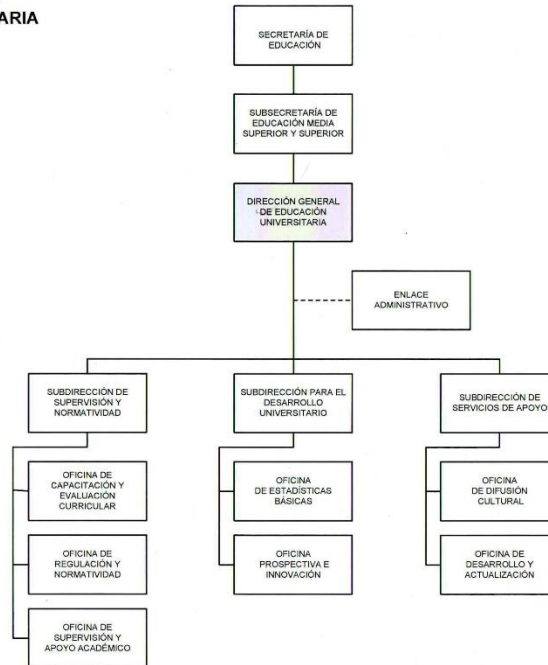 ARIA
SECRETARÍA DE
EDUCACIÓN
SUBSECRETARÍA DE
EDUCACIÓN MEDIA
SUPERIOR Y SUPERIOR
DIRECCIÓN GENERAL
DE EDUCACIÓN
UNIVERSITARIA
ENLACE
ADMINISTRATIVO
SUBDIRECCIÓN DE
SUPERVISIÓN Y
NORMATIVIDAD
OFICINA DE
CAPACITACIÓN Y
EVALUACIÓN
CURRICULAR
OFICINA DE
REGULACIÓN Y
NORMATIVIDAD
OFICINA DE
SUPERVISIÓN Y
APOYO ACADÉMICO
SUBDIRECCIÓN PARA EL
DESARROLLO
UNIVERSITARIO
OFICINA
DE ESTADÍSTICAS
BÁSICAS
OFICINA
PROSPECTIVA E
INNOVACIÓN
SUBDIRECCIÓN DE
SERVICIOS DE APOYO
OFICINA
DE DIFUSIÓN
CULTURAL
OFICINA DE
DESARROLLO Y
ACTUALIZACIÓN